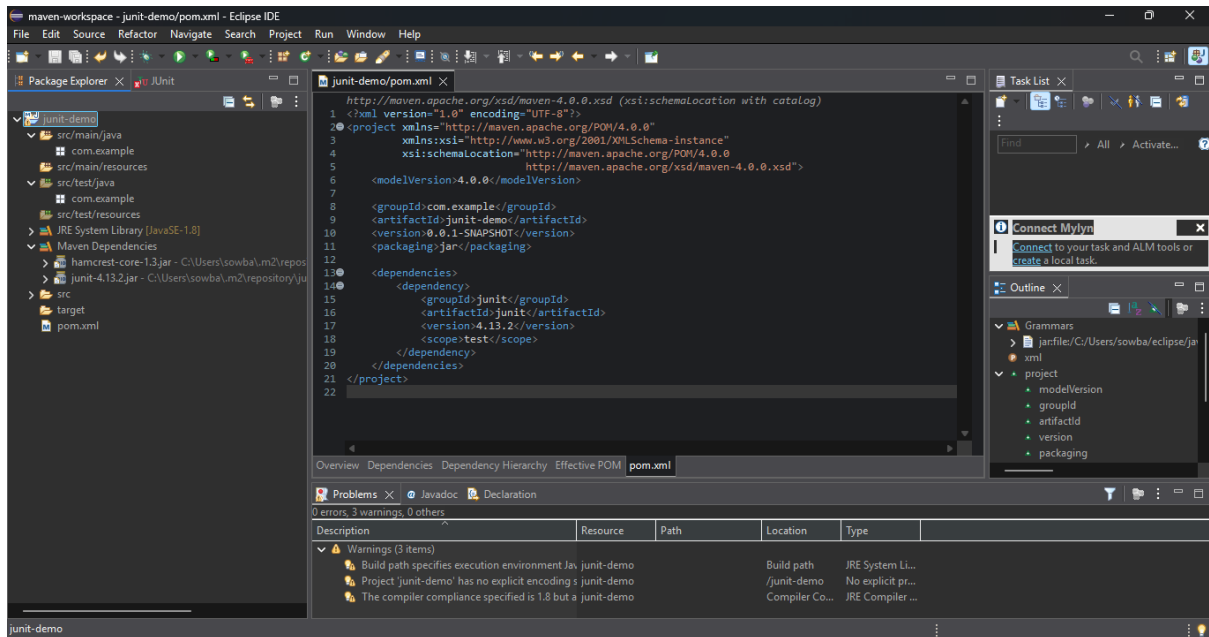 maven-workspace - junit-demo/pom.xml - Eclipse IDE
File Edit Source Refactor Navigate Search Project Run Window Help
Package Explorer
JUnit
junit-demo
src/main/java
com.example
src/main/resources
src/test/java
com.example
src/test/resources
JRE System Library [JavaSE-1.8]
Maven Dependencies
hamcrest-core-1.3.jar - C:\Users\sowba\.m2\repos
junit-4.13.2.jar - C:\Users\sowba\.m2\repository\ju
src
target
pom.xml
junit-demo/pom.xml
http://maven.apache.org/xsd/maven-4.0.0.xsd (xsi:schemaLocation with catalog)
1 <?xml version="1.0" encoding="UTF-8"?>
2 <project xmlns="http://maven.apache.org/POM/4.0.0"
3 xmlns:xsi="http://www.w3.org/2001/XMLSchema-instance"
4 xsi:schemaLocation="http://maven.apache.org/POM/4.0.0
5 http://maven.apache.org/xsd/maven-4.0.0.xsd">
6 <modelVersion>4.0.0</modelVersion>
7
8 <groupId>com.example</groupId>
9 <artifactId>junit-demo</artifactId>
10 <version>0.0.1-SNAPSHOT</version>
11 <packaging>jar</packaging>
12
13 <dependencies>
14 <dependency>
15 <groupId>junit</groupId>
16 <artifactId>junit</artifactId>
17 <version>4.13.2</version>
18 <scope>test</scope>
19 </dependency>
20 </dependencies>
21 </project>
22
Overview Dependencies Dependency Hierarchy Effective POM pom.xml
Task List
Find
All
Activate...
Connect Mylyn
Connect to your task and ALM tools or
create a local task.
Outline
Grammars
jar:file:/C:/Users/sowba/eclipse/ja
xml
project
modelVersion
groupId
artifactId
version
packaging
Problems Javadoc Declaration
0 errors, 3 warnings, 0 others
Description Resource Path Location Type
Warnings (3 items)
Build path specifies execution environment Jav junit-demo Build path JRE System Li...
Project 'junit-demo' has no explicit encoding s junit-demo /junit-demo No explicit pr...
The compiler compliance specified is 1.8 but a junit-demo Compiler Co... JRE Compiler ...
junit-demo